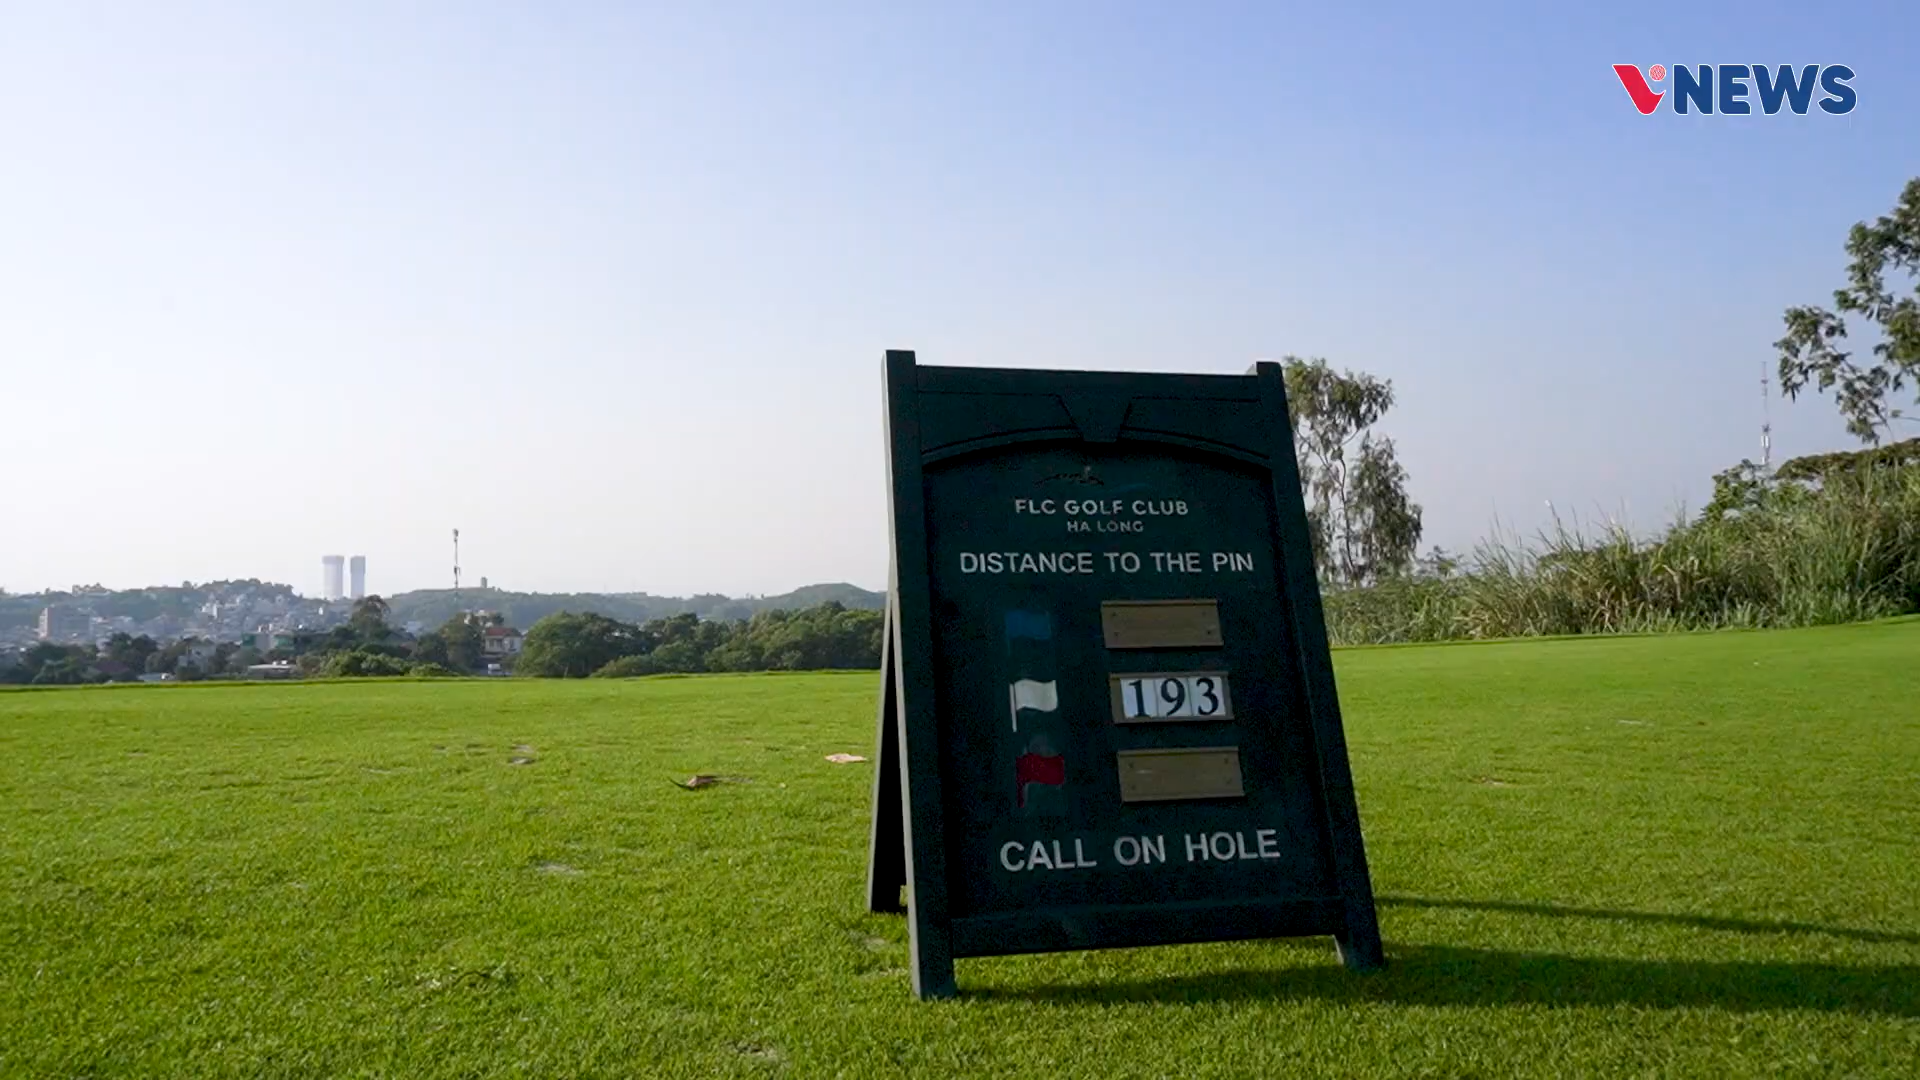 VNEWS
FLC GOLF CLUB
HA LONG
DISTANCE TO THE PIN
193
CALL ON HOLE